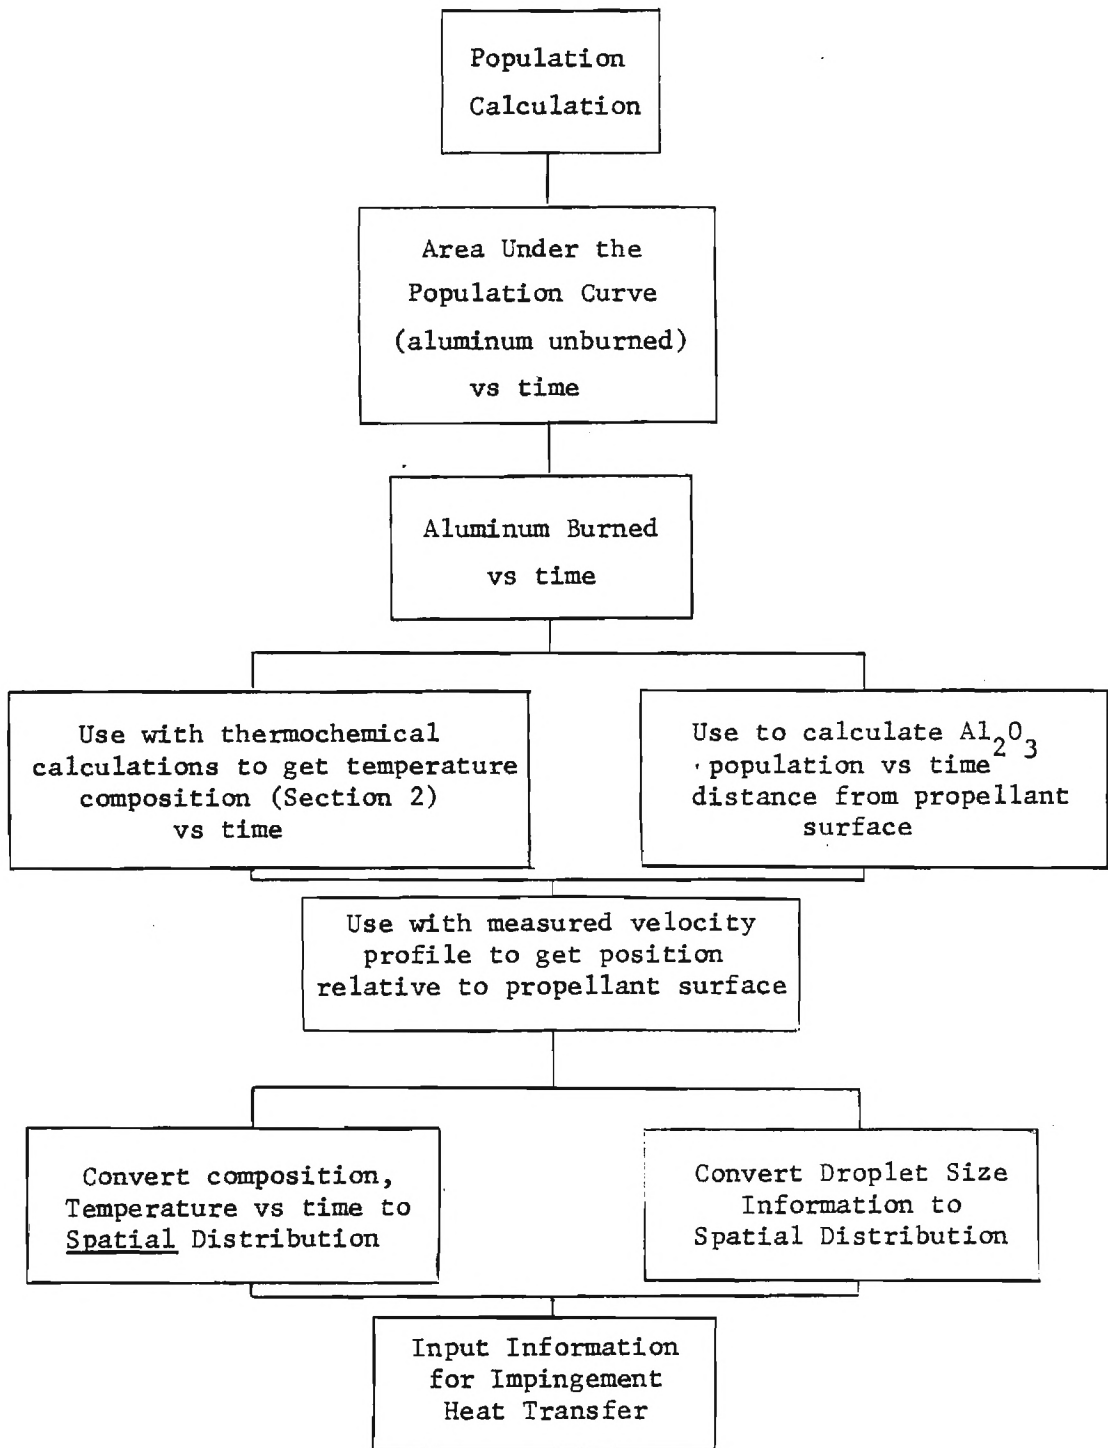 Population
Calculation
Area Under the
Population Curve
(aluminum unburned)
vs time
Aluminum Burned
vs time
Use with thermochemical
calculations to get temperature
composition (Section 2)
vs time
Use to calculate Al₂O₃
population vs time
distance from propellant
surface
Use with measured velocity
profile to get position
relative to propellant surface
Convert composition,
Temperature vs time to
Spatial Distribution
Convert Droplet Size
Information to
Spatial Distribution
Input Information
for Impingement
Heat Transfer